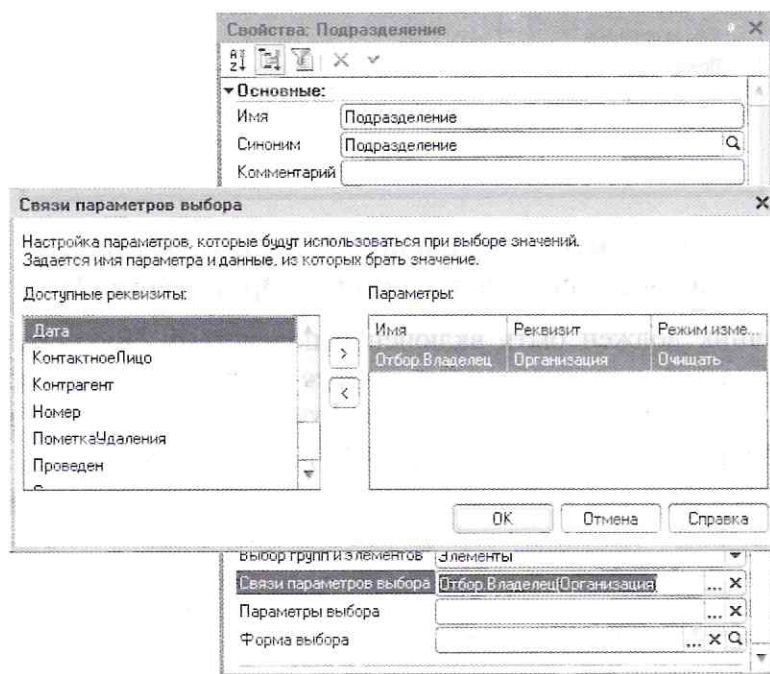 Свойства: Подразделение
Основные:
Имя
Подразделение
Синоним
Подразделение
Комментарий
Связи параметров выбора
Настройка параметров, которые будут использоваться при выборе значений.
Задается имя параметра и данные, из которых брать значение.
Доступные реквизиты:
Дата
КонтактноеЛицо
Контрагент
Номер
ПометкаУдаления
Проведен
Параметры:
Имя Реквизит Режим изме...
Отбор.Владелец Организация Очищать
ОК Отмена Справка
Выбор групп и элементов Элементы
Связи параметров выбора Отбор.Владелец(Организация) ...
Параметры выбора ...
Форма выбора ...